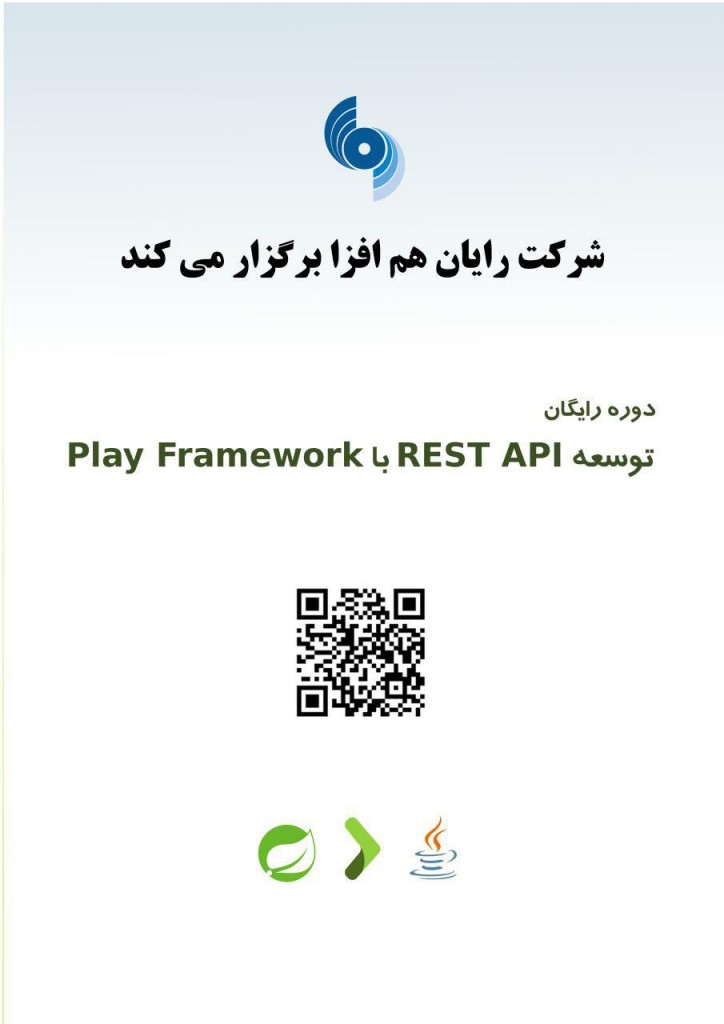 شرکت رایان هم افزا برگزار می کند
دوره رایگان
توسعه REST API با Play Framework